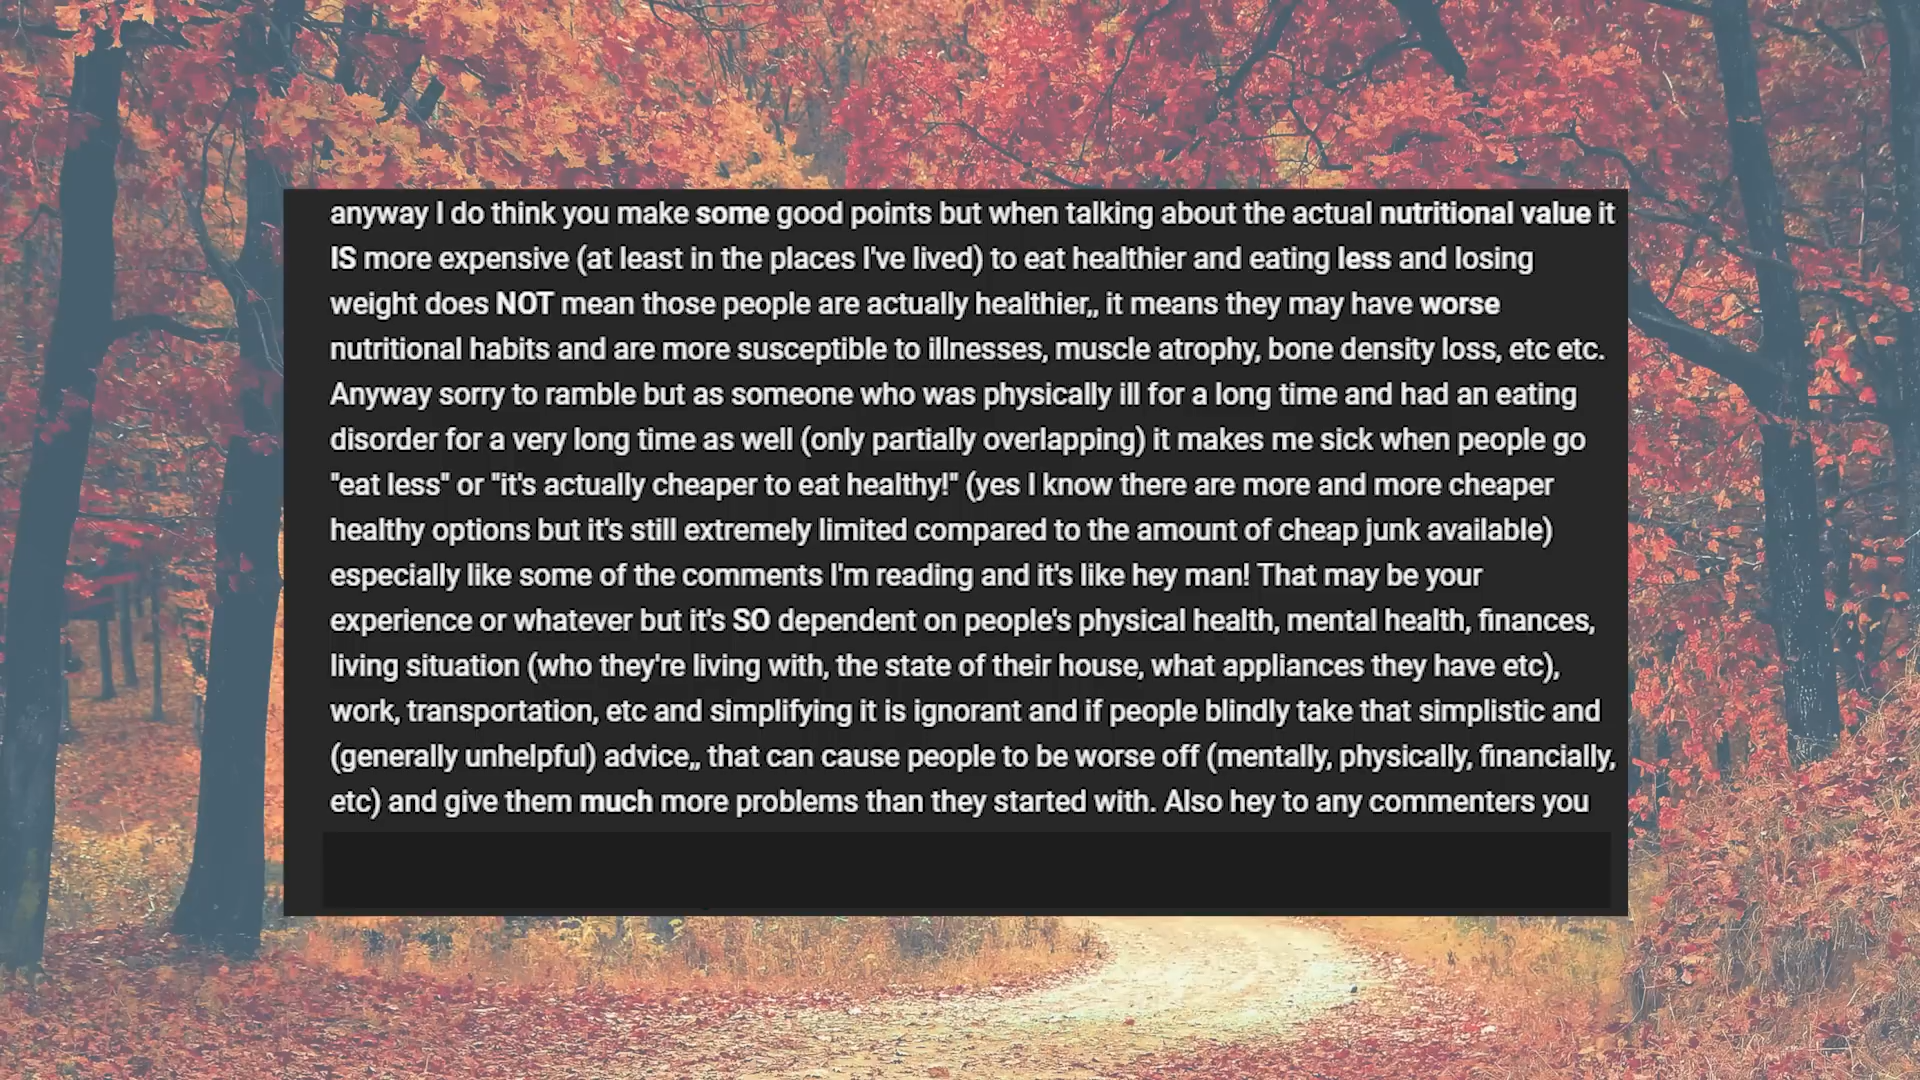 anyway I do think you make some good points but when talking about the actual nutritional value it
IS more expensive (at least in the places I've lived) to eat healthier and eating less and losing
weight does NOT mean those people are actually healthier,, it means they may have worse
nutritional habits and are more susceptible to illnesses, muscle atrophy, bone density loss, etc etc.
Anyway sorry to ramble but as someone who was physically ill for a long time and had an eating
disorder for a very long time as well (only partially overlapping) it makes me sick when people go
"eat less" or "it's actually cheaper to eat healthy!" (yes I know there are more and more cheaper
healthy options but it's still extremely limited compared to the amount of cheap junk available)
especially like some of the comments I'm reading and it's like hey man! That may be your
experience or whatever but it's SO dependent on people's physical health, mental health, finances,
living situation (who they're living with, the state of their house, what appliances they have etc),
work, transportation, etc and simplifying it is ignorant and if people blindly take that simplistic and
(generally unhelpful) advice,, that can cause people to be worse off (mentally, physically, financially,
etc) and give them much more problems than they started with. Also hey to any commenters you